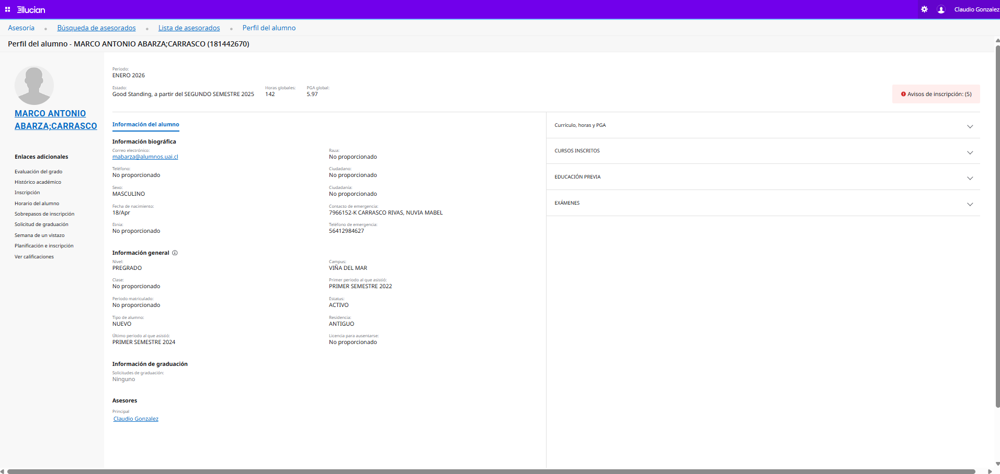 Ellucian
Claudio Gonzalez
Asesoría
Búsqueda de asesorados
Lista de asesorados
Perfil del alumno
Perfil del alumno - MARCO ANTONIO ABARZA;CARRASCO (181442670)
MARCO ANTONIO
ABARZA;CARRASCO
Enlaces adicionales
Evaluación del grado
Histórico académico
Inscripción
Horario del alumno
Sobrepasos de inscripción
Solicitud de graduación
Semana de un vistazo
Planificación e inscripción
Ver calificaciones
Periodo:
ENERO 2026
Estado:
Good Standing, a partir del SEGUNDO SEMESTRE 2025
Horas globales:
142
PGA global:
5.97
Avisos de inscripción: (5)
Información del alumno
Información biográfica
Correo electrónico:
mabarza@alumnos.uai.cl
Raza:
No proporcionado
Teléfono:
No proporcionado
Ciudadano:
No proporcionado
Sexo:
MASCULINO
Ciudadanía:
No proporcionado
Fecha de nacimiento:
18/Apr
Contacto de emergencia:
7966152-K CARRASCO RIVAS, NUVIA MABEL
Etnia:
No proporcionado
Teléfono de emergencia:
56412984627
Información general
Nivel:
PREGRADO
Campus:
VIÑA DEL MAR
Clase:
No proporcionado
Primer periodo al que asistió:
PRIMER SEMESTRE 2022
Periodo matriculado:
No proporcionado
Estatus:
ACTIVO
Tipo de alumno:
NUEVO
Residencia:
ANTIGUO
Último periodo al que asistió:
PRIMER SEMESTRE 2024
Licencia para ausentarse:
No proporcionado
Información de graduación
Solicitudes de graduación:
Ninguno
Asesores
Principal
Claudio Gonzalez
Currículo, horas y PGA
CURSOS INSCRITOS
EDUCACIÓN PREVIA
EXÁMENES